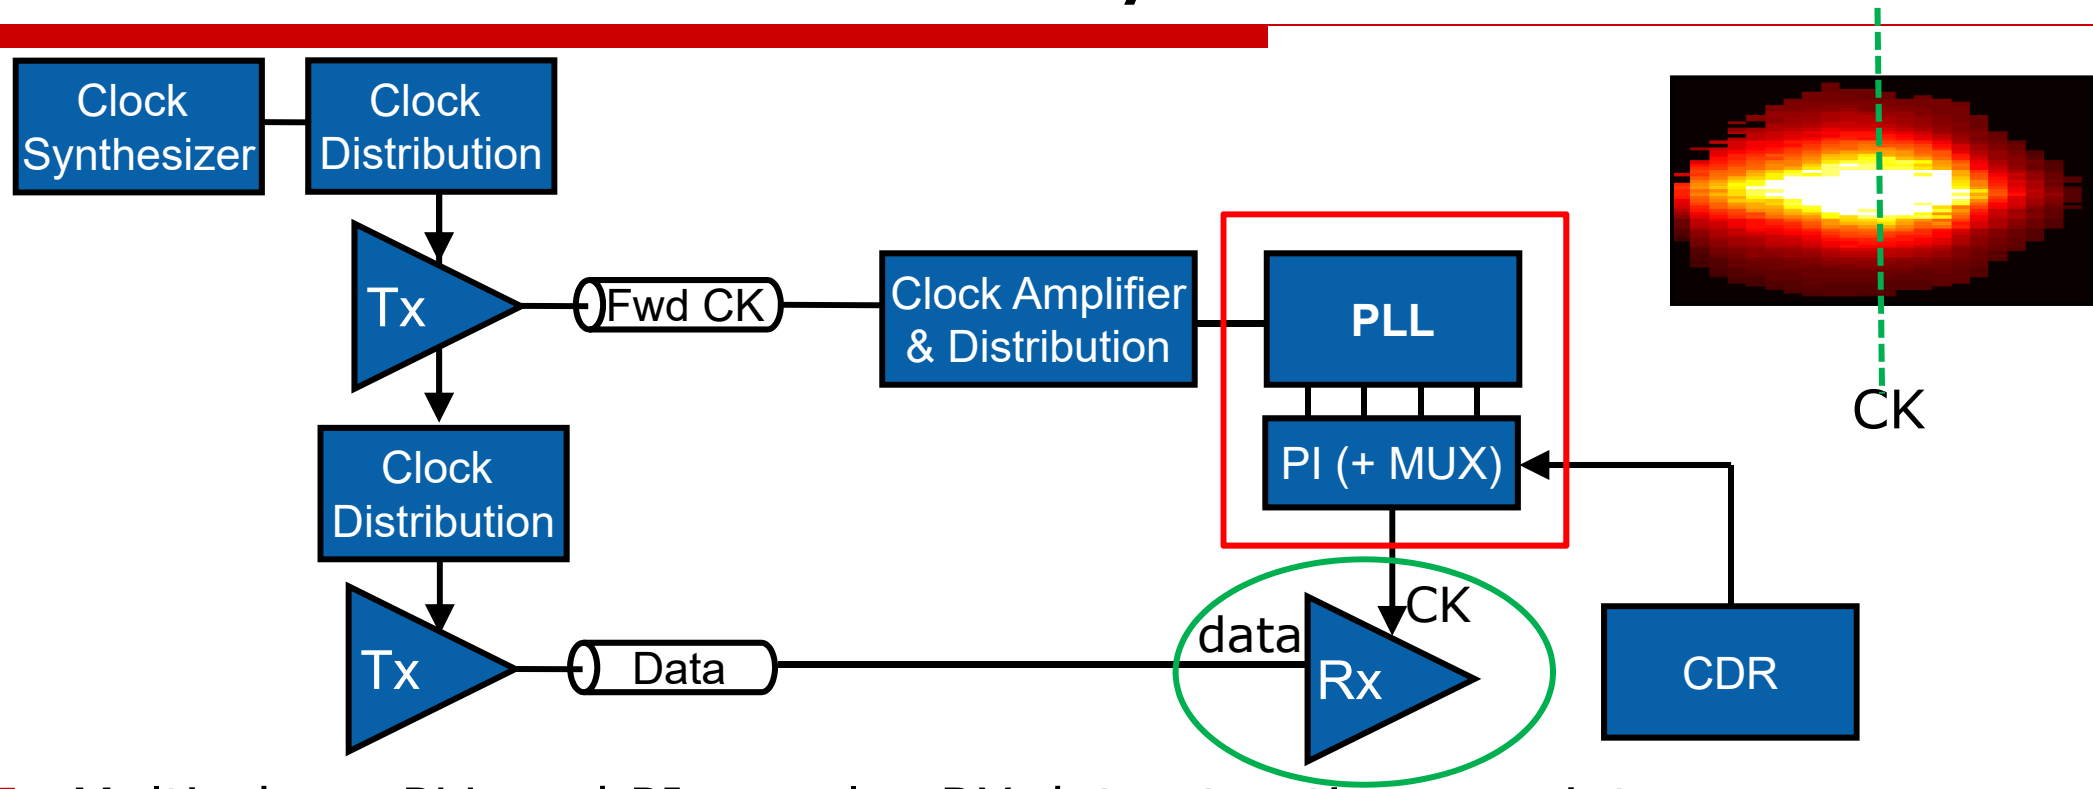 Clock
Synthesizer
Clock
Distribution
Tx
Fwd CK
Clock Amplifier
& Distribution
PLL
PI (+ MUX)
CK
Clock
Distribution
Tx
Data
data
CK
Rx
CDR